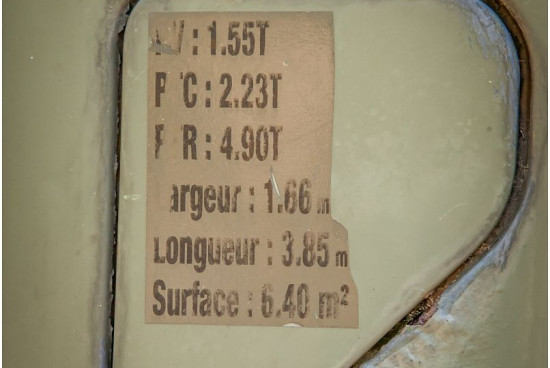 V : 1.55T
P C : 2.23T
P R : 4.90T
argeur : 1.66 m
Longueur : 3.85 m
Surface : 6.40 m²